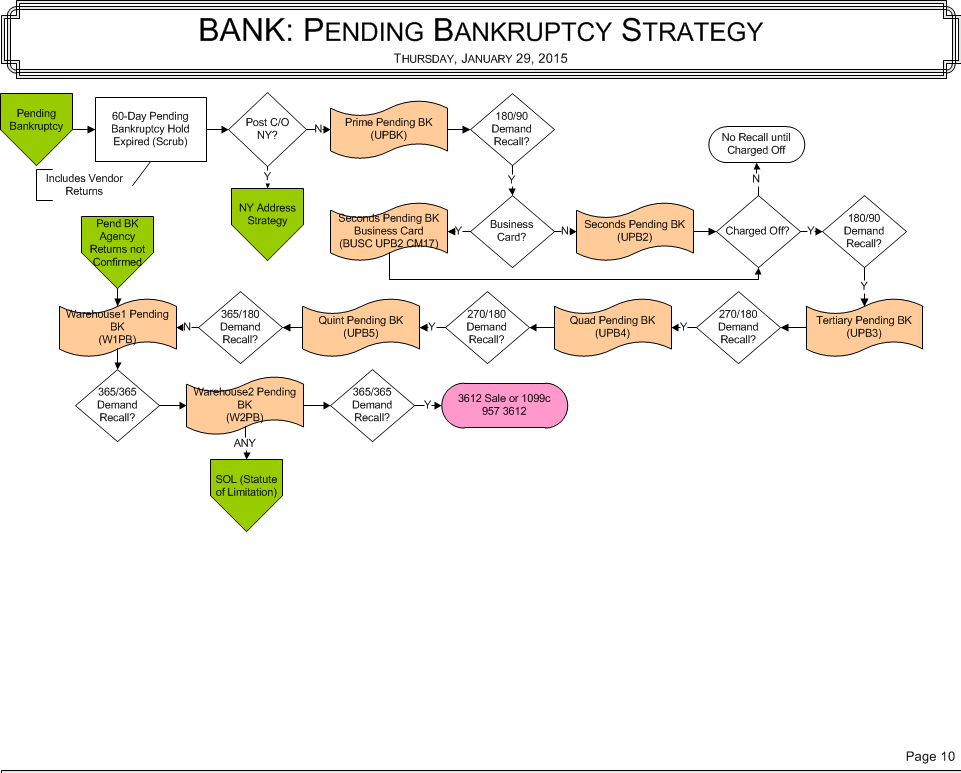 BANK: PENDING BANKRUPTCY STRATEGY
THURSDAY, JANUARY 29, 2015
Pending
Bankruptcy
60-Day Pending
Bankruptcy Hold
Expired (Scrub)
Includes Vendor
Returns
Post C/O
NY?
N
Y
NY Address
Strategy
Prime Pending BK
(UPBK)
180/90
Demand
Recall?
Y
Business
Card?
Y
Seconds Pending BK
Business Card
(BUSC UPB2 CM17)
N
Seconds Pending BK
(UPB2)
Charged Off?
N
No Recall until
Charged Off
Y
180/90
Demand
Recall?
Y
Tertiary Pending BK
(UPB3)
270/180
Demand
Recall?
Y
Quad Pending BK
(UPB4)
270/180
Demand
Recall?
Y
Quint Pending BK
(UPB5)
365/180
Demand
Recall?
N
Pend BK
Agency
Returns not
Confirmed
Warehouse1 Pending
BK
(W1PB)
365/365
Demand
Recall?
Warehouse2 Pending
BK
(W2PB)
ANY
SOL (Statute
of Limitation)
365/365
Demand
Recall?
Y
3612 Sale or 1099c
957 3612
Page 10